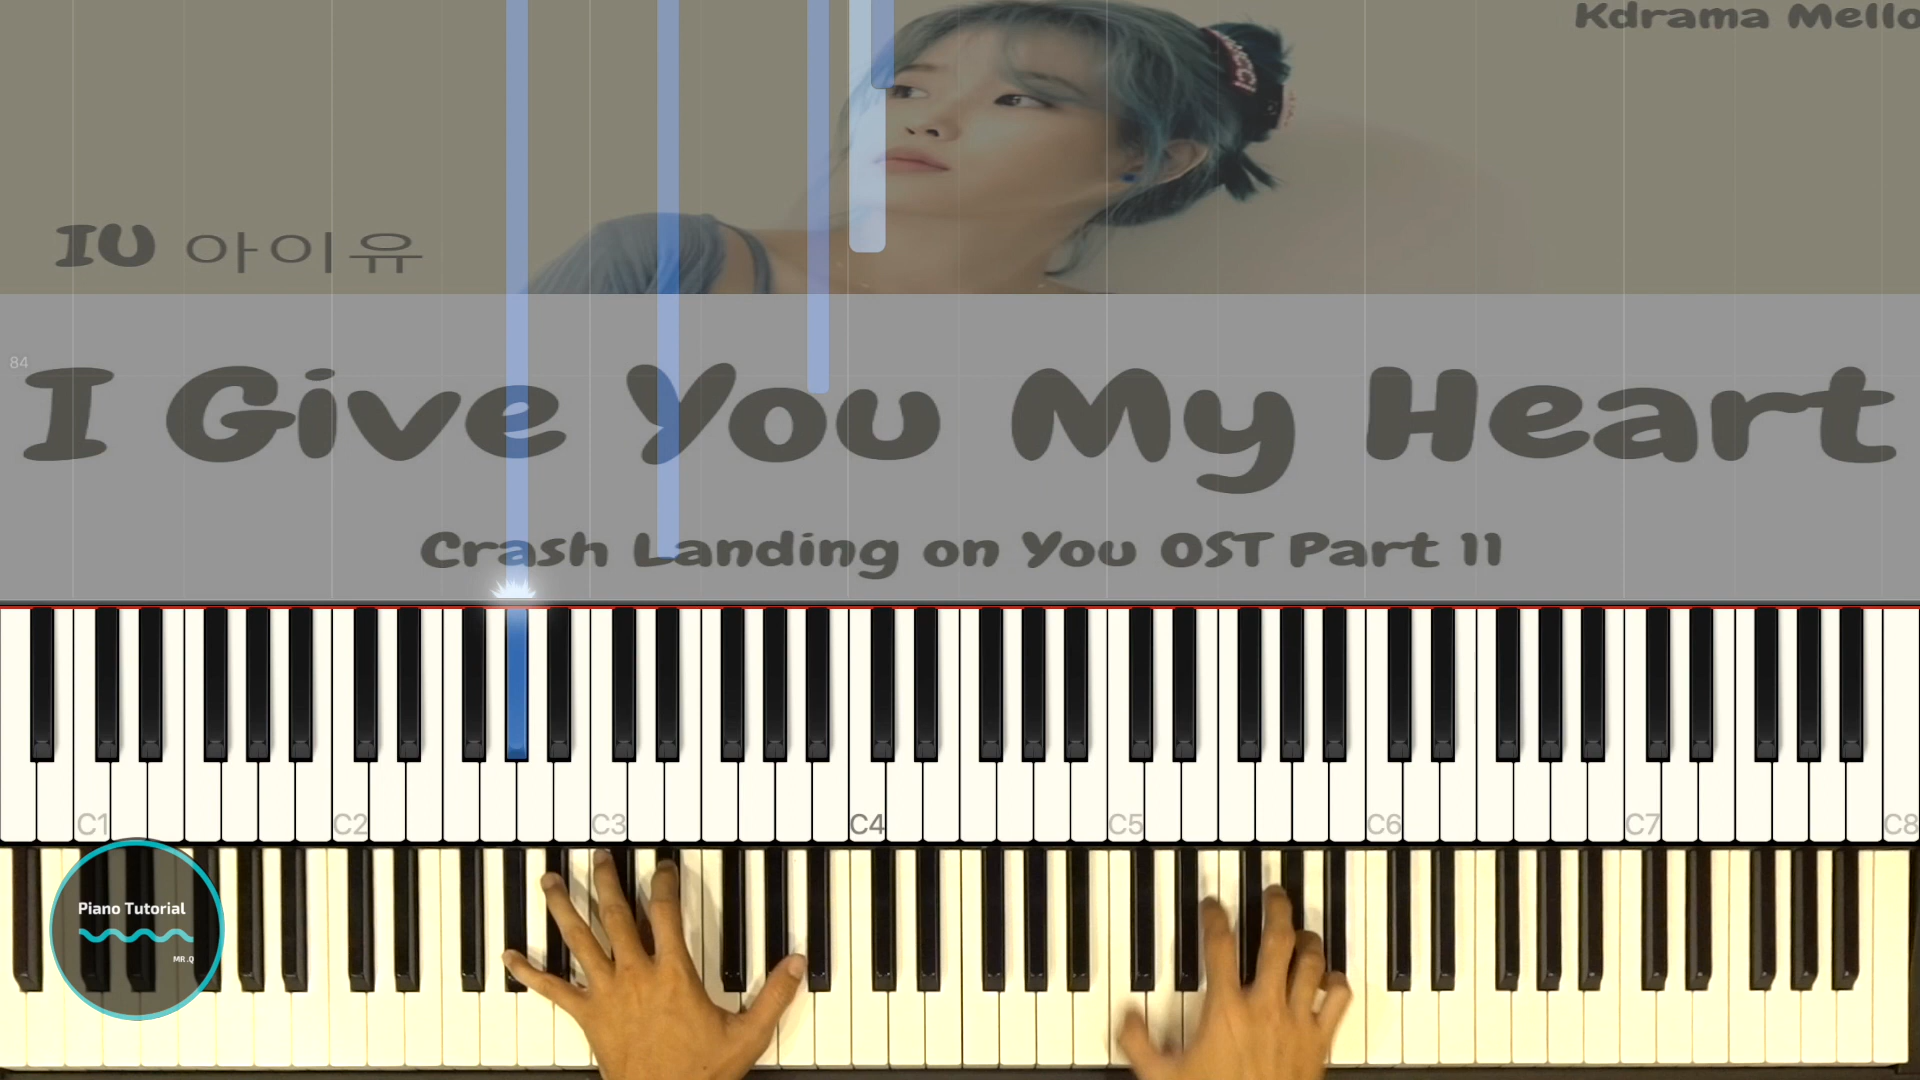 Kdrama Mello
IU 아이유
84
I Give You My Heart
Crash Landing on You OST Part 11
C1 C2 C3 C4 C5 C6 C7 C8
Piano Tutorial
MR.Q